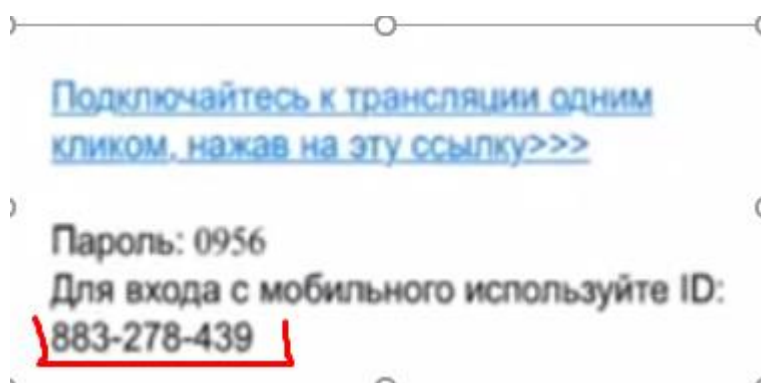 Подключайтесь к трансляции одним
кликом, нажав на эту ссылку>>>
Пароль: 0956
Для входа с мобильного используйте ID:
883-278-439